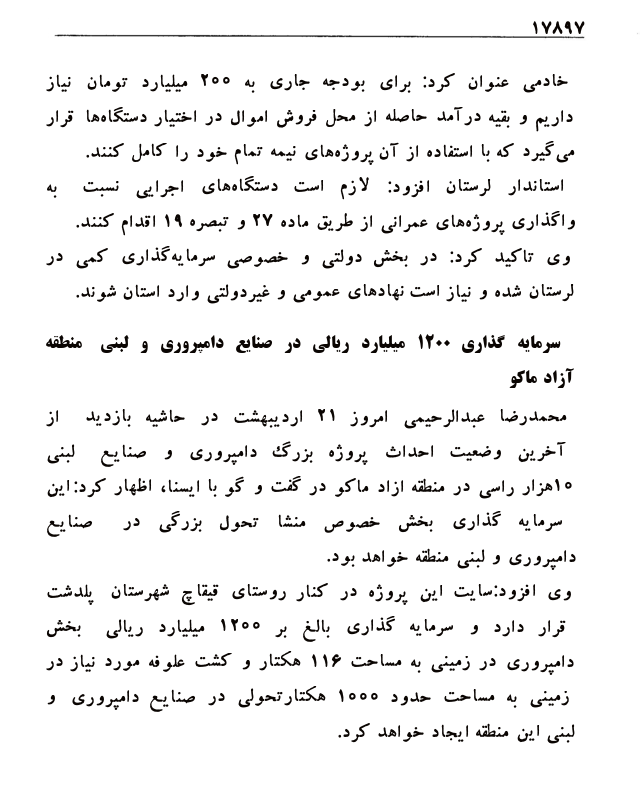 ۱۷۸۹۷
خادمی عنوان کرد: برای بودجه جاری به ۲۰۰ میلیارد تومان نیاز
داریم و بقیه درآمد حاصله از محل فروش اموال در اختیار دستگاه‌ها قرار
می‌گیرد که با استفاده از آن پروژه‌های نیمه تمام خود را کامل کنند.
استاندار لرستان افزود: لازم است دستگاه‌های اجرایی نسبت به
واگذاری پروژه‌های عمرانی از طریق ماده ۲۷ و تبصره ۱۹ اقدام کنند.
وی تاکید کرد: در بخش دولتی و خصوصی سرمایه‌گذاری کمی در
لرستان شده و نیاز است نهادهای عمومی و غیردولتی وارد استان شوند.
سرمایه گذاری ۱۲۰۰ میلیارد ریالی در صنایع دامپروری و لبنی منطقه
آزاد ماکو
محمدرضا عبدالرحیمی امروز ۲۱ اردیبهشت در حاشیه بازدید از
آخرین وضعیت احداث پروژه بزرگ دامپروری و صنایع لبنی
۱۰هزار راسی در منطقه ازاد ماکو در گفت و گو با ایسنا، اظهار کرد:این
سرمایه گذاری بخش خصوص منشا تحول بزرگی در صنایع
دامپروری و لبنی منطقه خواهد بود.
وی افزود:سایت این پروژه در کنار روستای قیقاچ شهرستان پلدشت
قرار دارد و سرمایه گذاری بالغ بر ۱۲۰۰ میلیارد ریالی بخش
دامپروری در زمینی به مساحت ۱۱۶ هکتار و کشت علوفه مورد نیاز در
زمینی به مساحت حدود ۱۰۰۰ هکتارتحولی در صنایع دامپروری و
لبنی این منطقه ایجاد خواهد کرد.